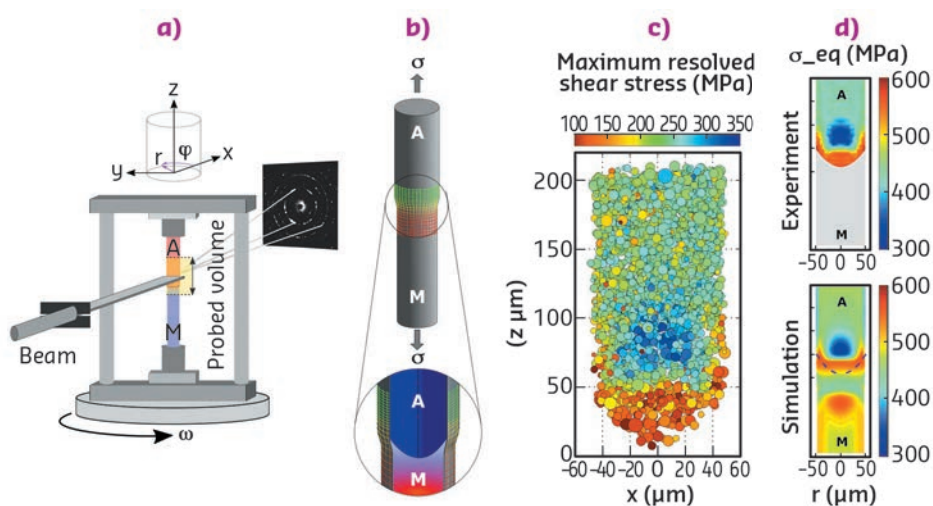 a)
z
φ
r
x
y
A
M
Probed volume
Beam
ω
b)
σ
A
M
σ
A
M
c)
Maximum resolved
shear stress (MPa)
100 150 200 250 300 350
200
150
100
50
0
-60 -40 -20 0 20 40 60
(z μm)
x (μm)
d)
σ_eq (MPa)
Experiment
A
M
600
500
400
300
-50 0 50
Simulation
A
M
600
500
400
300
-50 0 50
r (μm)